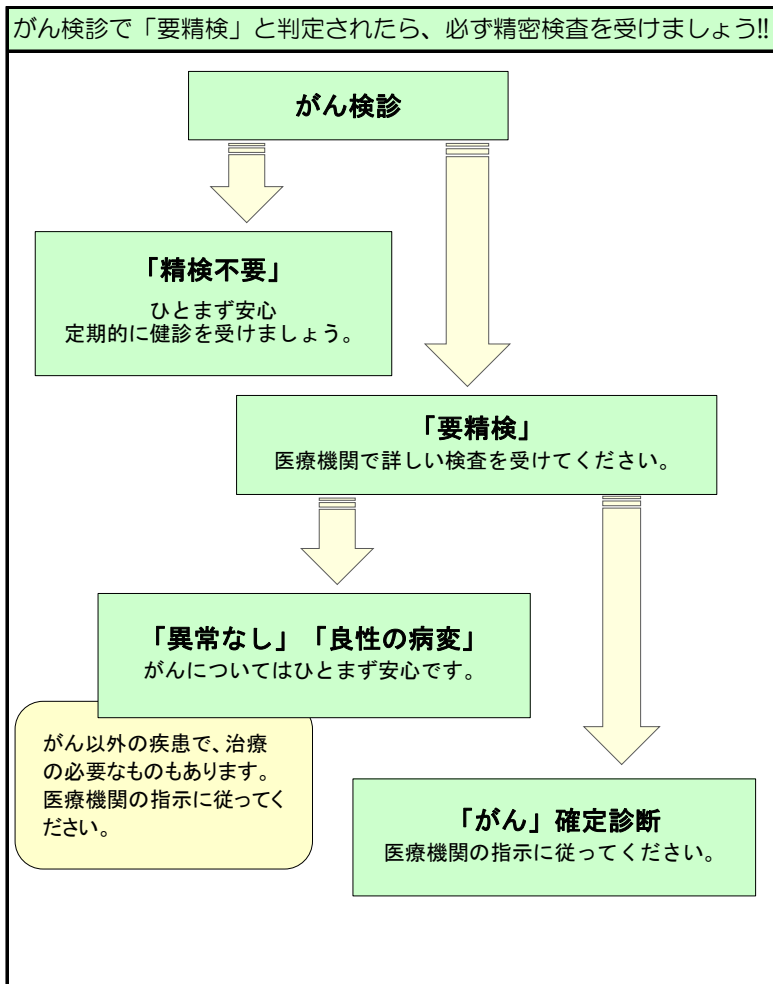 がん検診で「要精検」と判定されたら、必ず精密検査を受けましょう!!
がん検診
「精検不要」
ひとまず安心
定期的に健診を受けましょう。
「要精検」
医療機関で詳しい検査を受けてください。
「異常なし」「良性の病変」
がんについてはひとまず安心です。
がん以外の疾患で、治療
の必要なものもあります。
医療機関の指示に従ってく
ださい。
「がん」確定診断
医療機関の指示に従ってください。